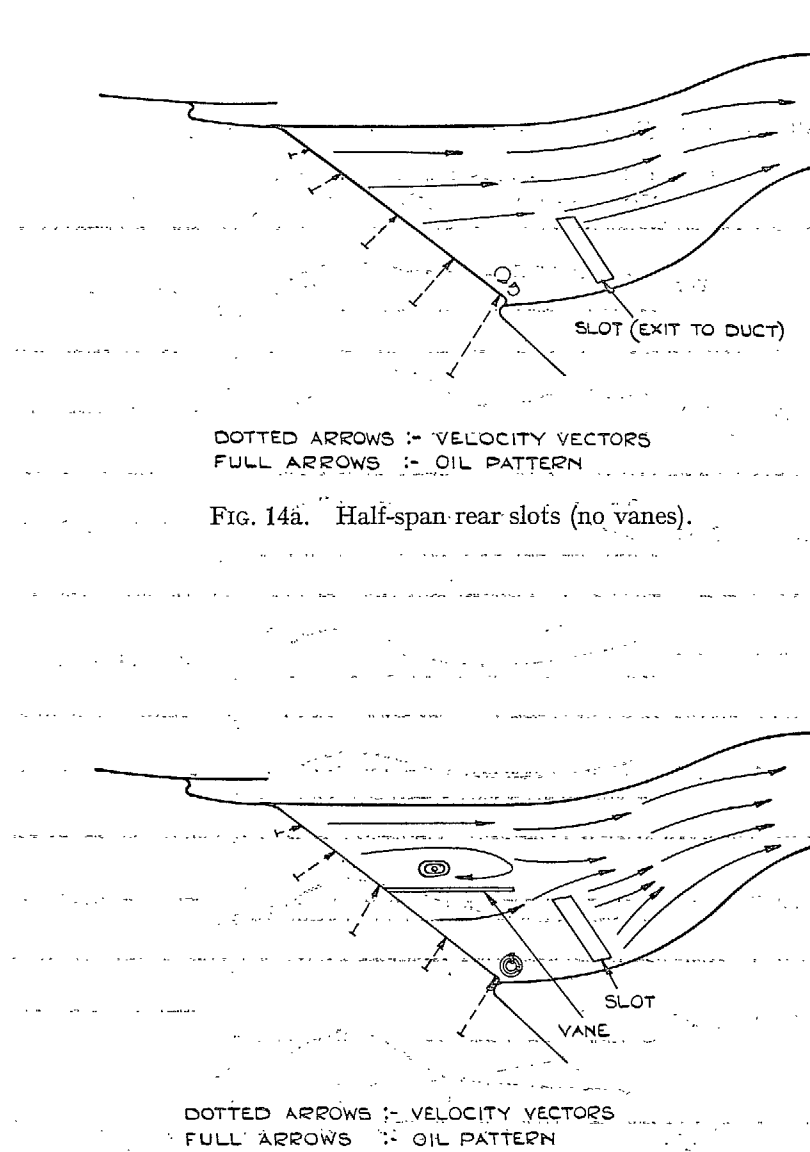 SLOT (EXIT TO DUCT)
DOTTED ARROWS :- VELOCITY VECTORS
FULL ARROWS :- OIL PATTERN
FIG. 14a. Half-span rear slots (no vanes).
SLOT
VANE
DOTTED ARROWS :- VELOCITY VECTORS
FULL ARROWS :- OIL PATTERN